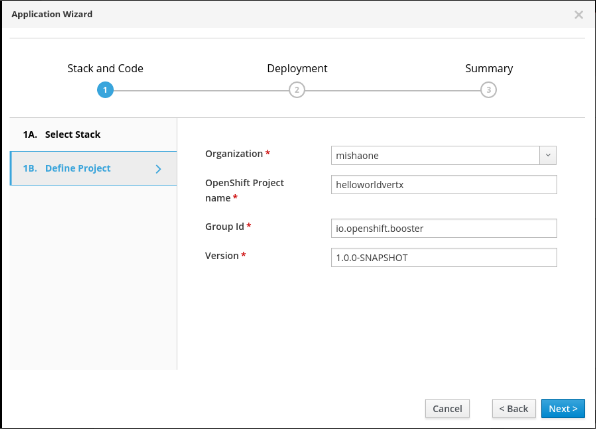 Application Wizard
Stack and Code
Deployment
Summary
1
2
3
1A. Select Stack
1B. Define Project
Organization *
mishaone
OpenShift Project
name *
helloworldvertx
Group Id *
io.openshift.booster
Version *
1.0.0-SNAPSHOT
Cancel
< Back
Next >